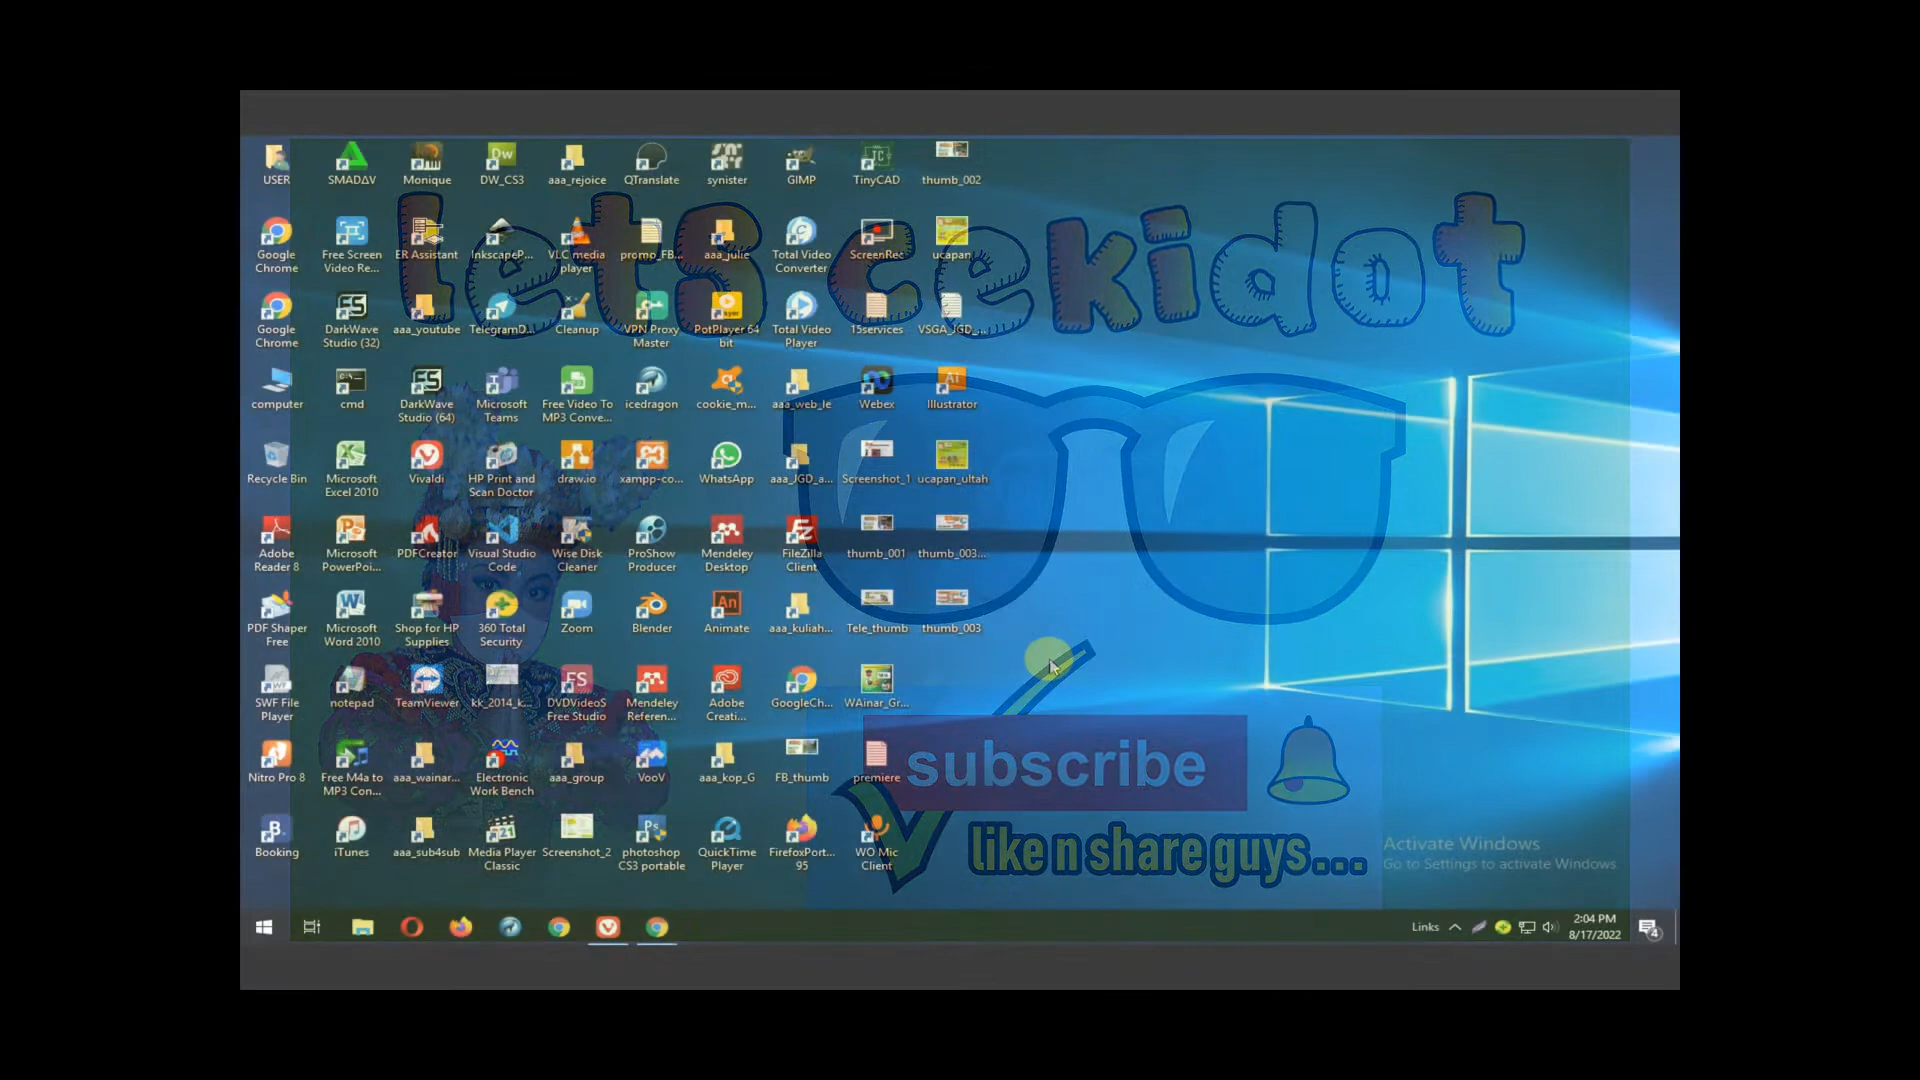 USER
SMADΔV
Monique
DW_CS3
aaa_rejoice
QTranslate
synister
GIMP
TinyCAD
thumb_002
lets cekidot
Google Chrome
Free Screen Video Re...
ER Assistant
InkscapeP...
VLC media player
promp_FB...
aaa_julie
Total Video Converter
ScreenRec
ucapan
Google Chrome
DarkWave Studio (32)
aaa_youtube
TelegramD...
Cleanup
VPN Proxy Master
PotPlayer 64 bit
Total Video Player
15services
VSGA_JGD_...
computer
cmd
DarkWave Studio (64)
Microsoft Teams
Free Video To MP3 Conve...
icedragon
cookie_m...
aaa_web_le
Webex
Illustrator
Recycle Bin
Microsoft Excel 2010
Vivaldi
HP Print and Scan Doctor
draw.io
xampp-co...
WhatsApp
aaa_JGD_a...
Screenshot_1
ucapan_ultah
Adobe Reader 8
Microsoft PowerPoi...
PDFCreator
Visual Studio Code
Wise Disk Cleaner
ProShow Producer
Mendeley Desktop
FileZilla Client
thumb_001
thumb_003...
PDF Shaper Free
Microsoft Word 2010
Shop for HP Supplies
360 Total Security
Zoom
Blender
Animate
aaa_kuliah...
Tele_thumb
thumb_003
SWF File Player
notepad
TeamViewer
kk_2014_k...
DVDVideoS Free Studio
Mendeley Referen...
Adobe Creati...
GoogleCh...
WAinar_Gr...
Nitro Pro 8
Free M4a to MP3 Con...
aaa_wainar...
Electronic Work Bench
aaa_group
VooV
aaa_kop_G
FB_thumb
premiere
subscribe
Booking
iTunes
aaa_sub4sub
Media Player Classic
Screenshot_2
photoshop CS3 portable
QuickTime Player
FirefoxPort... 95
WO Mic Client
like n share guys...
Activate Windows
Go to Settings to activate Windows
Links
2:04 PM
8/17/2022
4